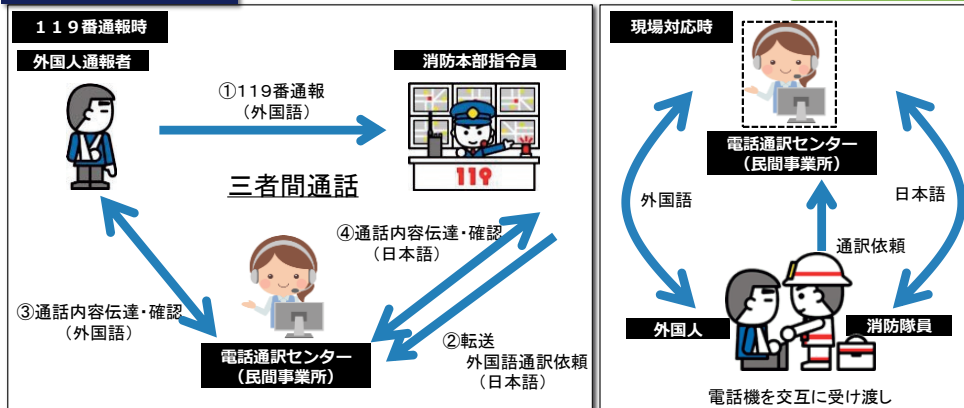 119番通報時
外国人通報者
消防本部指令員
①119番通報
(外国語)
119
三者間通話
④通話内容伝達・確認
(日本語)
③通話内容伝達・確認
(外国語)
②転送
外国語通訳依頼
(日本語)
電話通訳センター
(民間事業所)
現場対応時
電話通訳センター
(民間事業所)
外国語
日本語
通訳依頼
外国人
消防隊員
電話機を交互に受け渡し